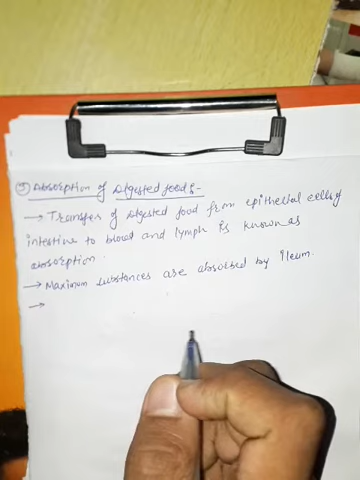 5) Absorption of Digested food :-
→ Transfer of digested food from epithelial cells of
intestine to blood and lymph is known as
absorption.
→ Maximum substances are absorbed by ileum.
→